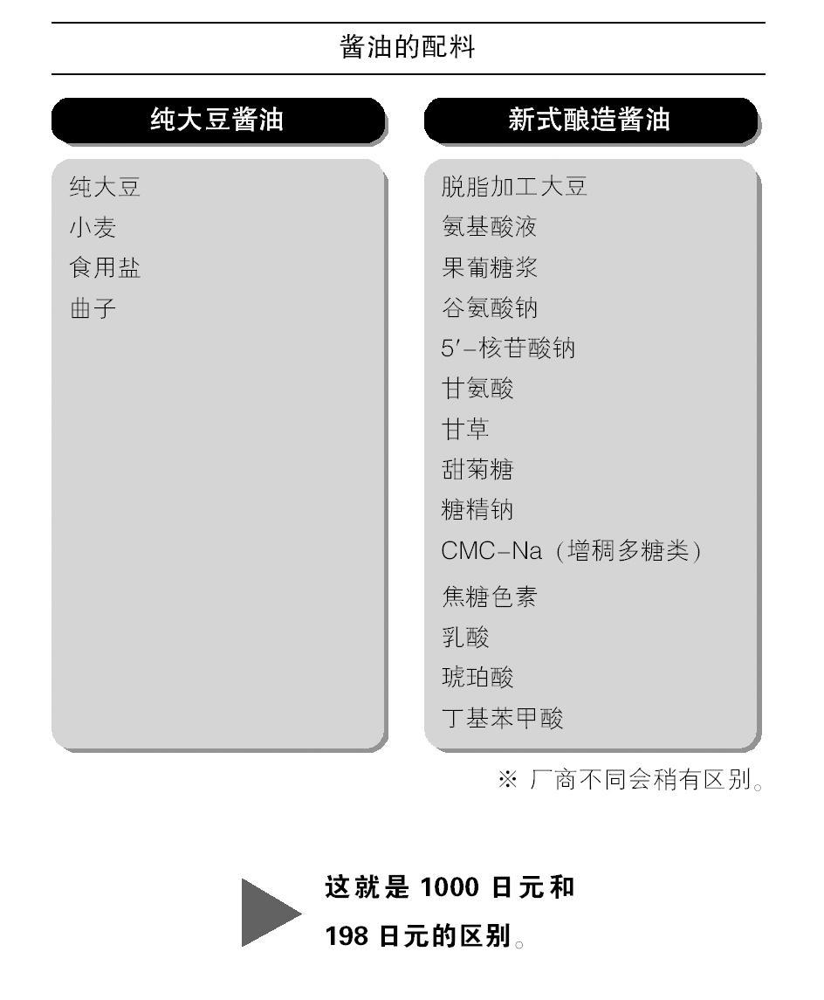 酱油的配料
纯大豆酱油
纯大豆
小麦
食用盐
曲子
新式酿造酱油
脱脂加工大豆
氨基酸液
果葡糖浆
谷氨酸钠
5′-核苷酸钠
甘氨酸
甘草
甜菊糖
糖精钠
CMC-Na（增稠多糖类）
焦糖色素
乳酸
琥珀酸
丁基苯甲酸
※ 厂商不同会稍有区别。
这就是 1000 日元和
198 日元的区别。